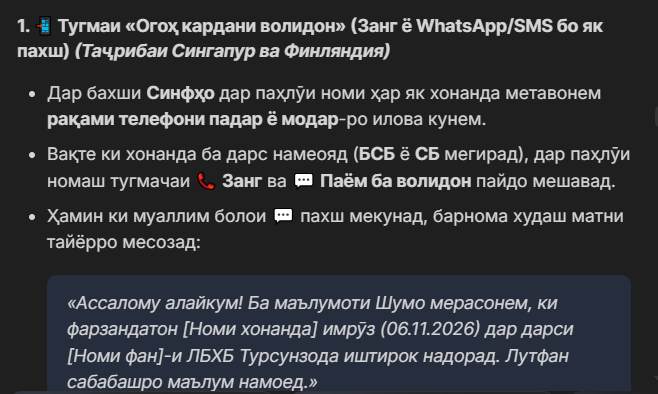 1. 📲 Тугмаи «Огоҳ кардани волидон» (Занг ё WhatsApp/SMS бо як
пахш) (Таҷрибаи Сингапур ва Финляндия)
• Дар бахши Синфҳо дар паҳлӯи номи ҳар як хонанда метавонем
рақами телефони падар ё модар-ро илова кунем.
• Вақте ки хонанда ба дарс намеояд (БСБ ё СБ мегирад), дар паҳлӯи
номаш тугмачаи 📞 Занг ва 💬 Паём ба волидон пайдо мешавад.
• Ҳамин ки муаллим болои 💬 пахш мекунад, барнома худаш матни
тайёрро месозад:
«Ассалому алайкум! Ба маълумоти Шумо мерасонем, ки
фарзандатон [Номи хонанда] имрӯз (06.11.2026) дар дарси
[Номи фан]-и ЛБХБ Турсунзода иштирок надорад. Лутфан
сабабашро маълум намоед.»